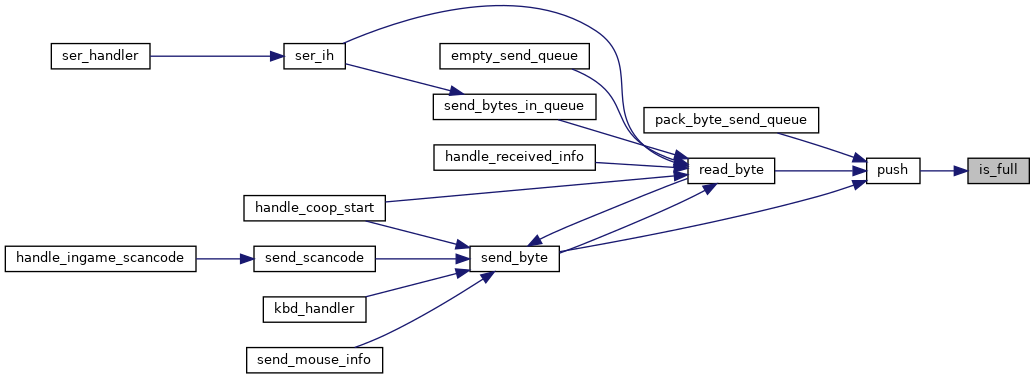 ser_handler
ser_ih
empty_send_queue
send_bytes_in_queue
pack_byte_send_queue
handle_received_info
read_byte
push
is_full
handle_coop_start
handle_ingame_scancode
send_scancode
send_byte
kbd_handler
send_mouse_info